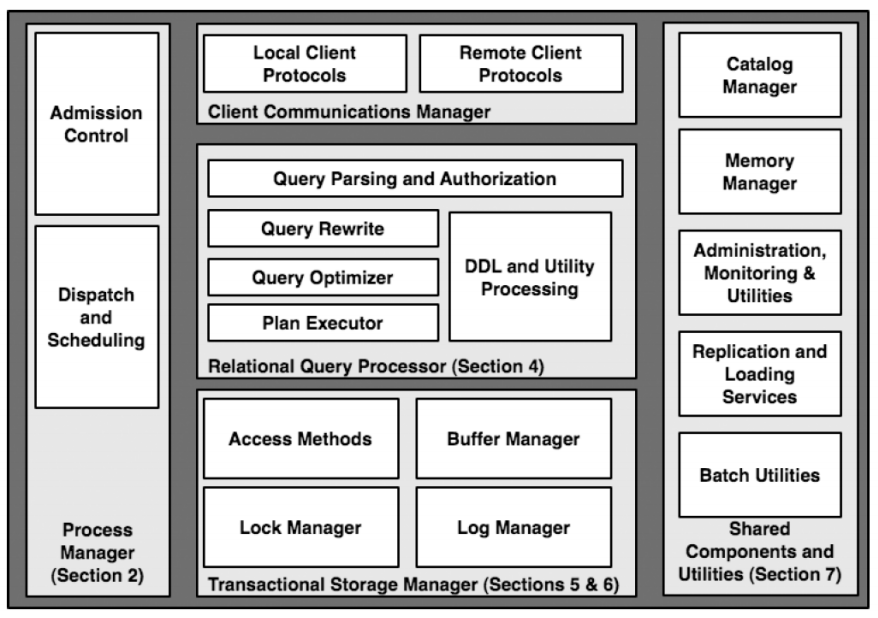 Admission
Control
Dispatch
and
Scheduling
Process
Manager
(Section 2)
Local Client
Protocols
Remote Client
Protocols
Client Communications Manager
Query Parsing and Authorization
Query Rewrite
Query Optimizer
Plan Executor
DDL and Utility
Processing
Relational Query Processor (Section 4)
Access Methods
Buffer Manager
Lock Manager
Log Manager
Transactional Storage Manager (Sections 5 & 6)
Catalog
Manager
Memory
Manager
Administration,
Monitoring &
Utilities
Replication and
Loading
Services
Batch Utilities
Shared
Components and
Utilities (Section 7)